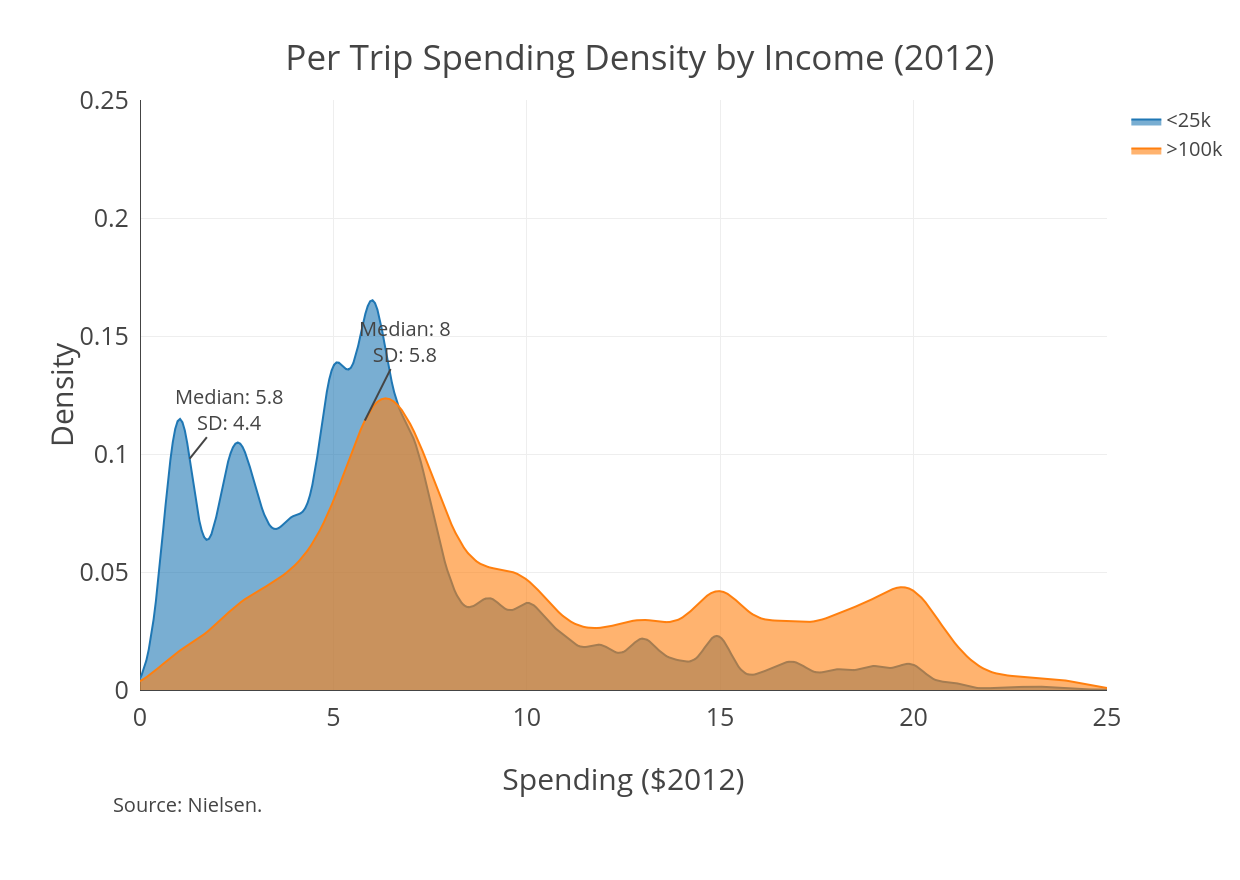 Per Trip Spending Density by Income (2012)
0.25
0.2
0.15
0.1
0.05
0
Density
<25k
>100k
Median: 8
SD: 5.8
Median: 5.8
SD: 4.4
0 5 10 15 20 25
Spending ($2012)
Source: Nielsen.